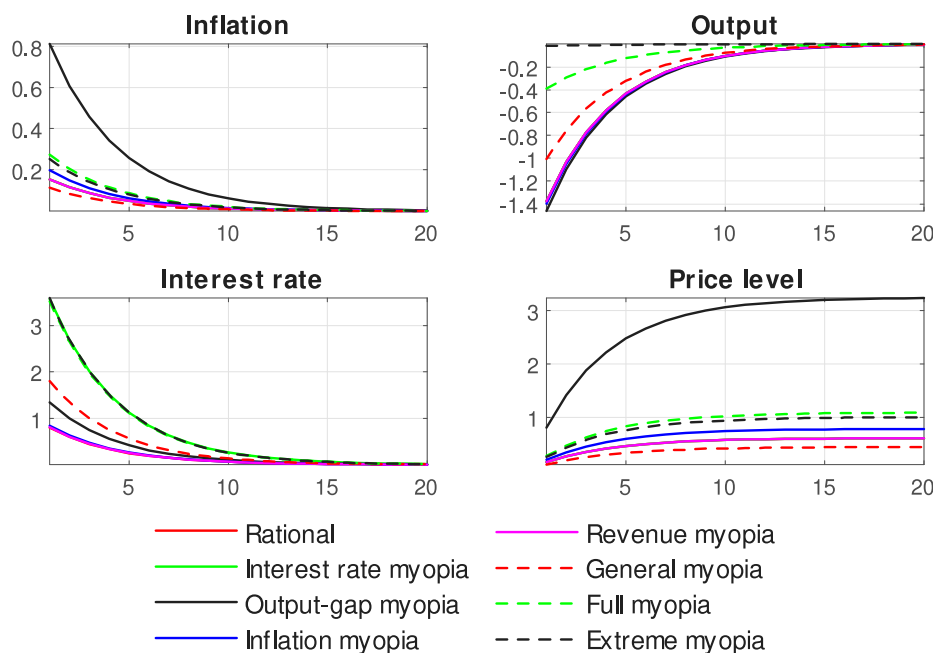 Inflation
Output
0.8
0.6
0.4
0.2
5
10
15
20
-0.2
-0.4
-0.6
-0.8
-1
-1.2
-1.4
5
10
15
20
Interest rate
Price level
3
2
1
5
10
15
20
3
2
1
5
10
15
20
Rational
Interest rate myopia
Output-gap myopia
Inflation myopia
Revenue myopia
General myopia
Full myopia
Extreme myopia